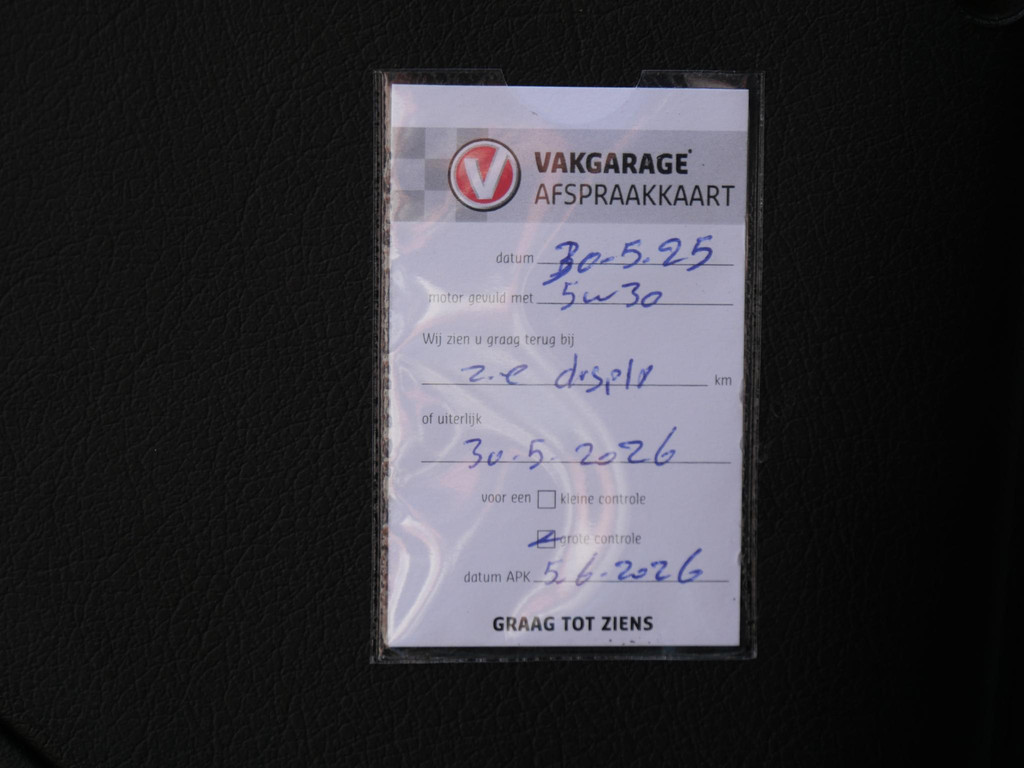 V VAKGARAGE
AFSPRAAKKAART
datum 30.5.25
motor gevuld met 5w30
Wij zien u graag terug bij
z.e display km
of uiterlijk
30.5.2026
voor een kleine controle
grote controle
datum APK 5.6.2026
GRAAG TOT ZIENS